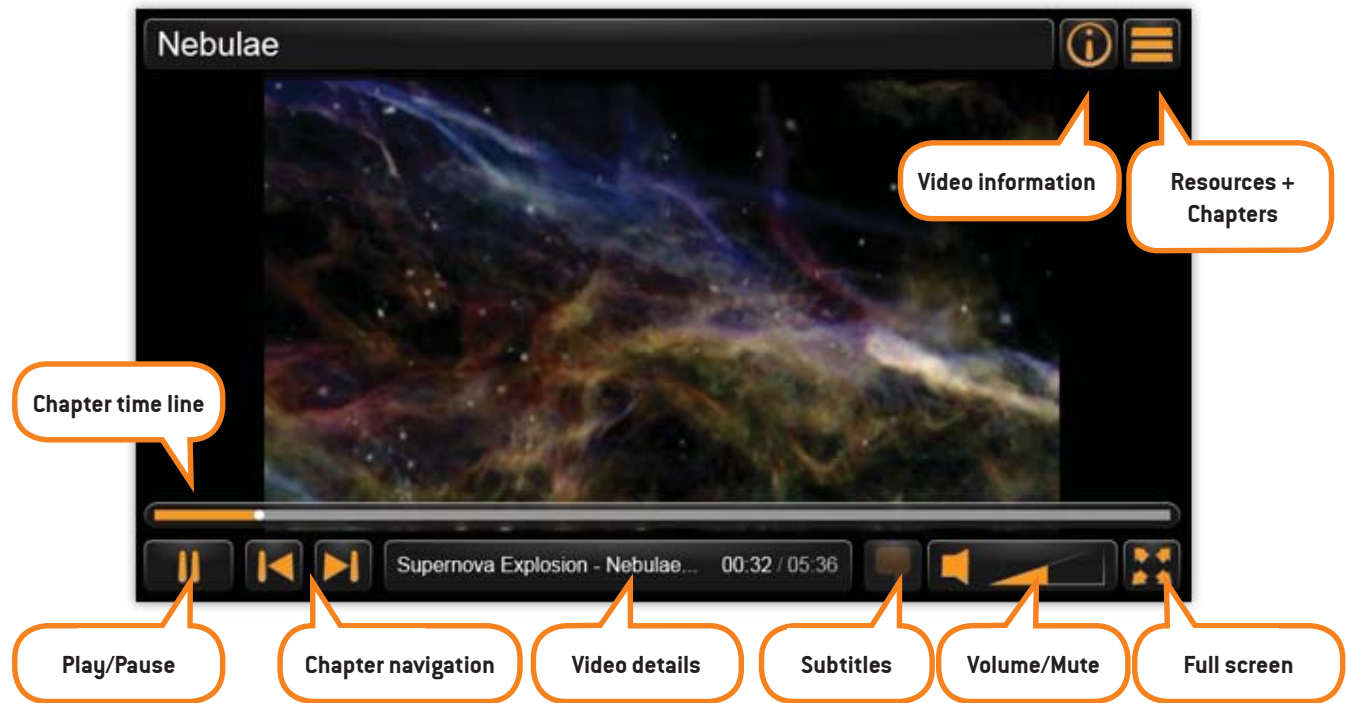 Nebulae
Video information
Resources +
Chapters
Chapter time line
Supernova Explosion - Nebulae... 00:32 / 05:36
Play/Pause
Chapter navigation
Video details
Subtitles
Volume/Mute
Full screen